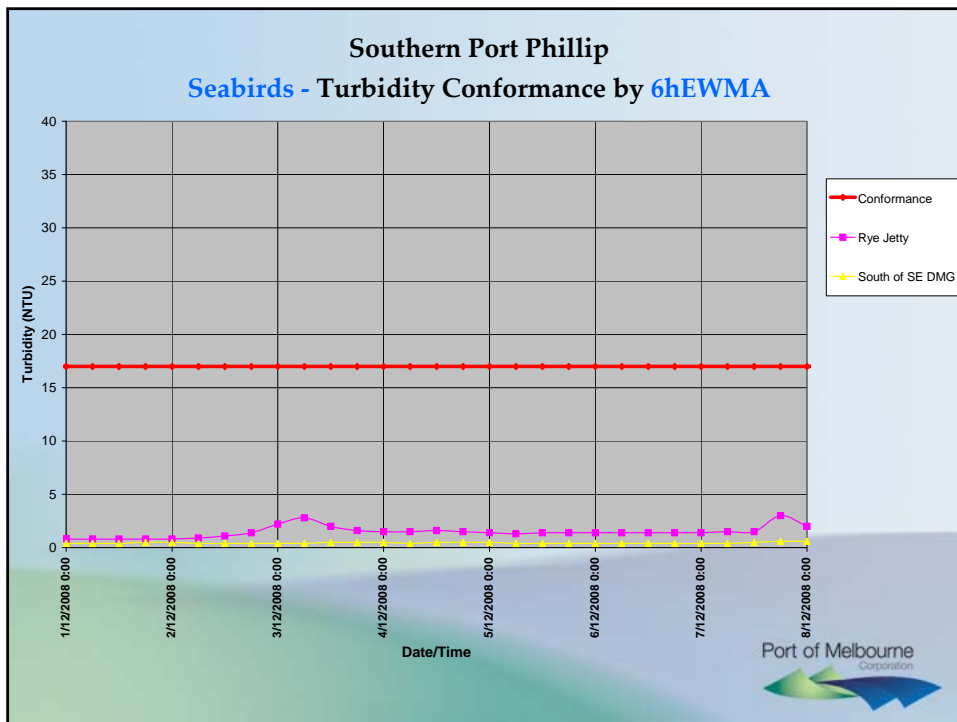 Southern Port Phillip
Seabirds - Turbidity Conformance by 6hEWMA
40
35
30
25
20
15
10
5
0
Turbidity (NTU)
1/12/2008 0:00
2/12/2008 0:00
3/12/2008 0:00
4/12/2008 0:00
5/12/2008 0:00
6/12/2008 0:00
7/12/2008 0:00
8/12/2008 0:00
Date/Time
Conformance
Rye Jetty
South of SE DMG
Port of Melbourne
Corporation